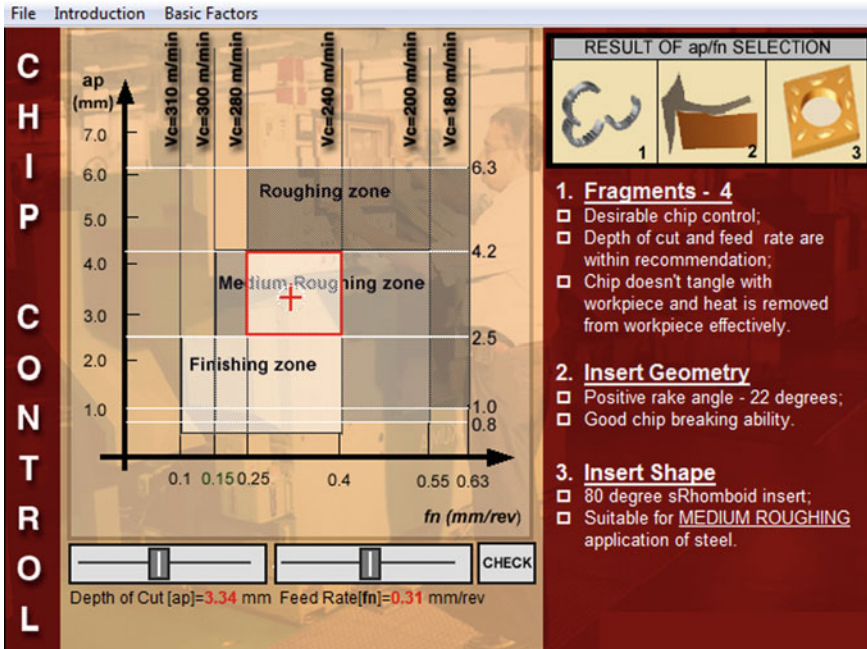 File Introduction Basic Factors
CHIP CONTROL
ap
(mm)
7.0
6.0
5.0
4.0
3.0
2.0
1.0
Vc=310 m/min
Vc=300 m/min
Vc=280 m/min
Vc=240 m/min
Vc=200 m/min
Vc=180 m/min
Roughing zone
Medium Roughing zone
Finishing zone
6.3
4.2
2.5
1.0
0.8
0.1 0.15 0.25 0.4 0.55 0.63
fn (mm/rev)
CHECK
Depth of Cut [ap]=3.34 mm Feed Rate[fn]=0.31 mm/rev
RESULT OF ap/fn SELECTION
1 2 3
1. Fragments - 4
Desirable chip control;
Depth of cut and feed rate are
within recommendation;
Chip doesn't tangle with
workpiece and heat is removed
from workpiece effectively.
2. Insert Geometry
Positive rake angle - 22 degrees;
Good chip breaking ability.
3. Insert Shape
80 degree sRhomboid insert;
Suitable for MEDIUM ROUGHING
application of steel.